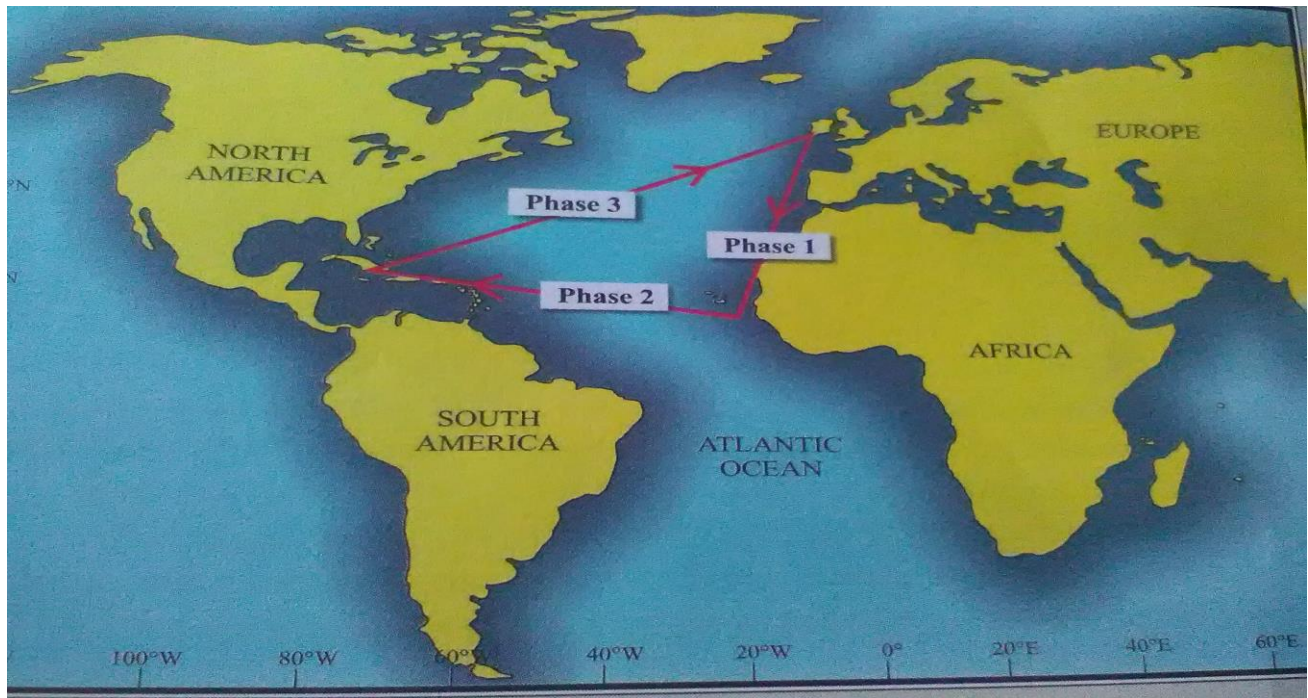 NORTH
AMERICA
EUROPE
°N
Phase 3
Phase 1
N
Phase 2
AFRICA
SOUTH
AMERICA
ATLANTIC
OCEAN
100°W 80°W 60°W 40°W 20°W 0° 20°E 40°E 60°E